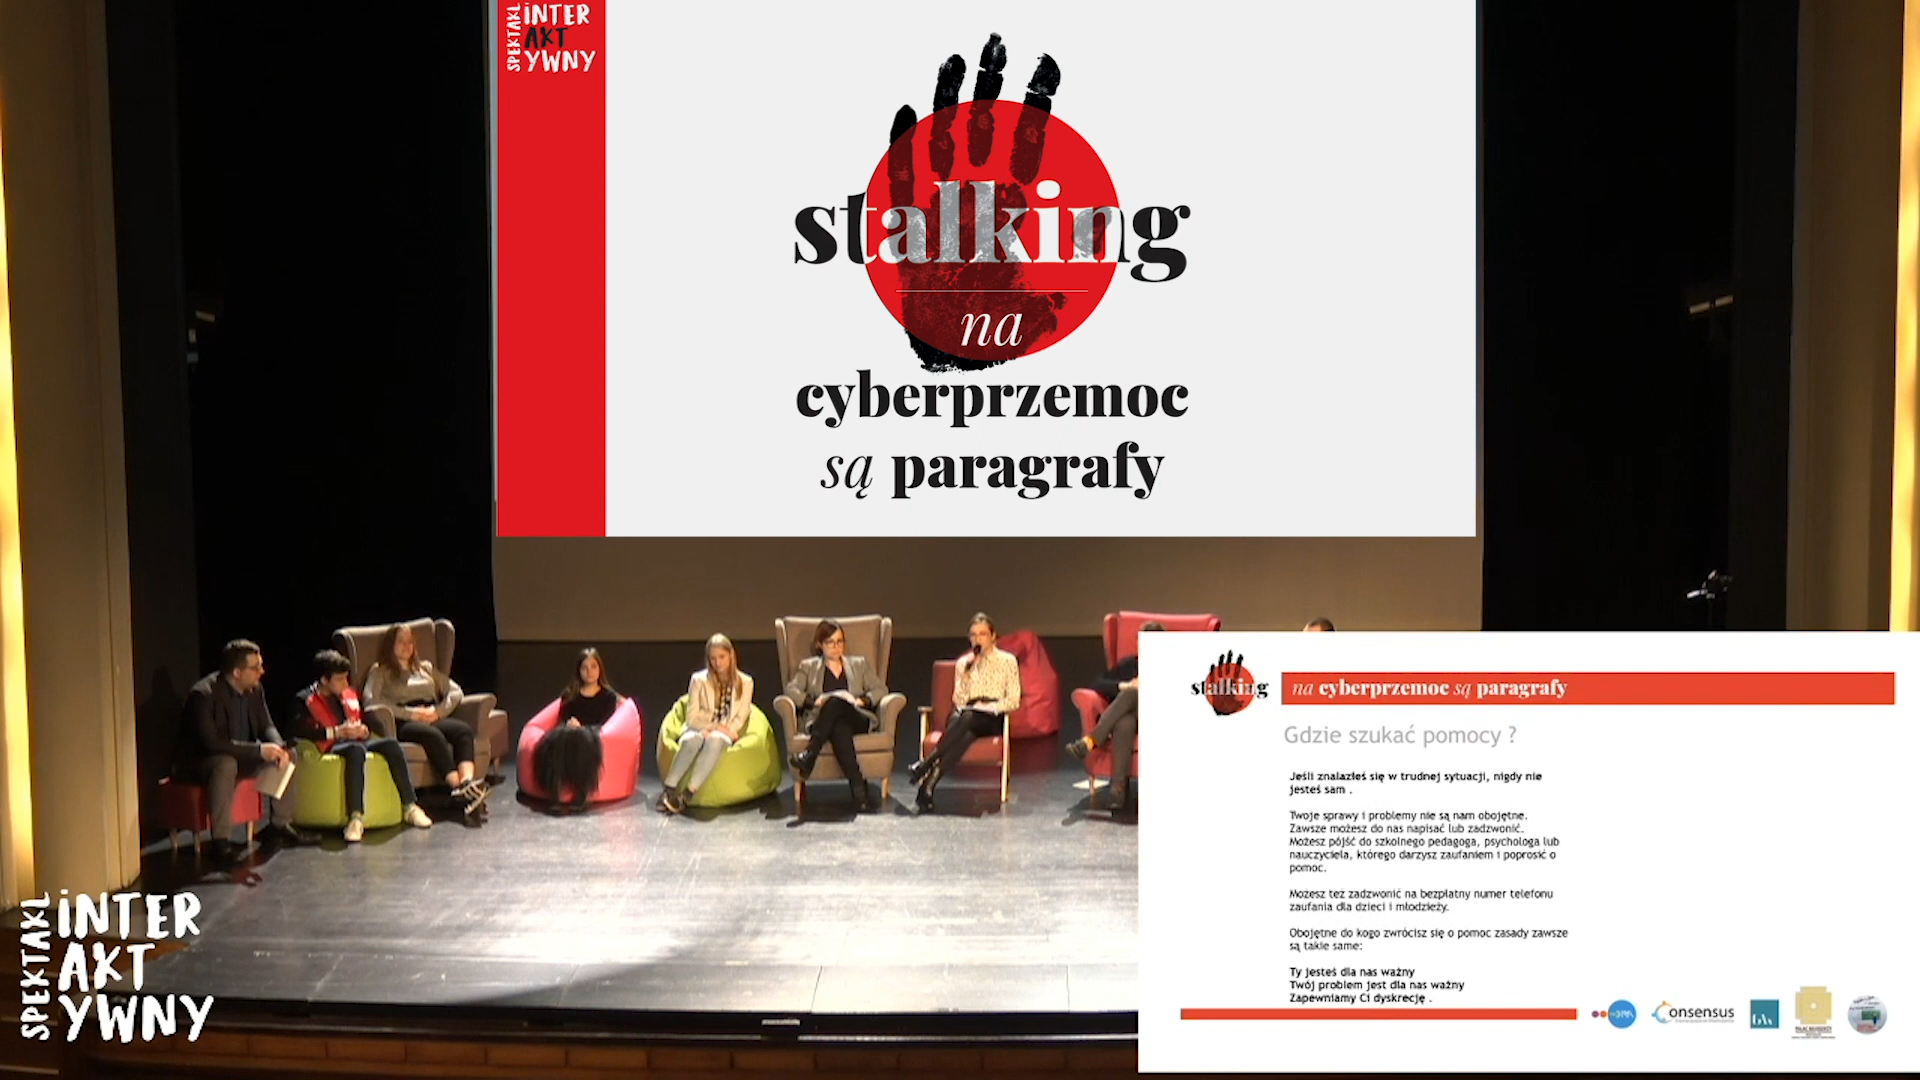 SPEKTAKL
iNTER
AKT
YWNY
stalking
na
cyberprzemoc
są paragrafy
stalking
na cyberprzemoc są paragrafy
Gdzie szukać pomocy ?
Jeśli znalazłeś się w trudnej sytuacji, nigdy nie
jesteś sam .
Twoje sprawy i problemy nie są nam obojętne.
Zawsze możesz do nas napisać lub zadzwonić.
Możesz pójść do szkolnego pedagoga, psychologa lub
nauczyciela, którego darzysz zaufaniem i poprosić o
pomoc.
Możesz też zadzwonić na bezpłatny numer telefonu
zaufania dla dzieci i młodzieży.
Obojętne do kogo zwrócisz się o pomoc zasady zawsze
są takie same:
Ty jesteś dla nas ważny
Twój problem jest dla nas ważny
Zapewniamy Ci dyskrecję .
Consensus
SPEKTAKL
iNTER
AKT
YWNY